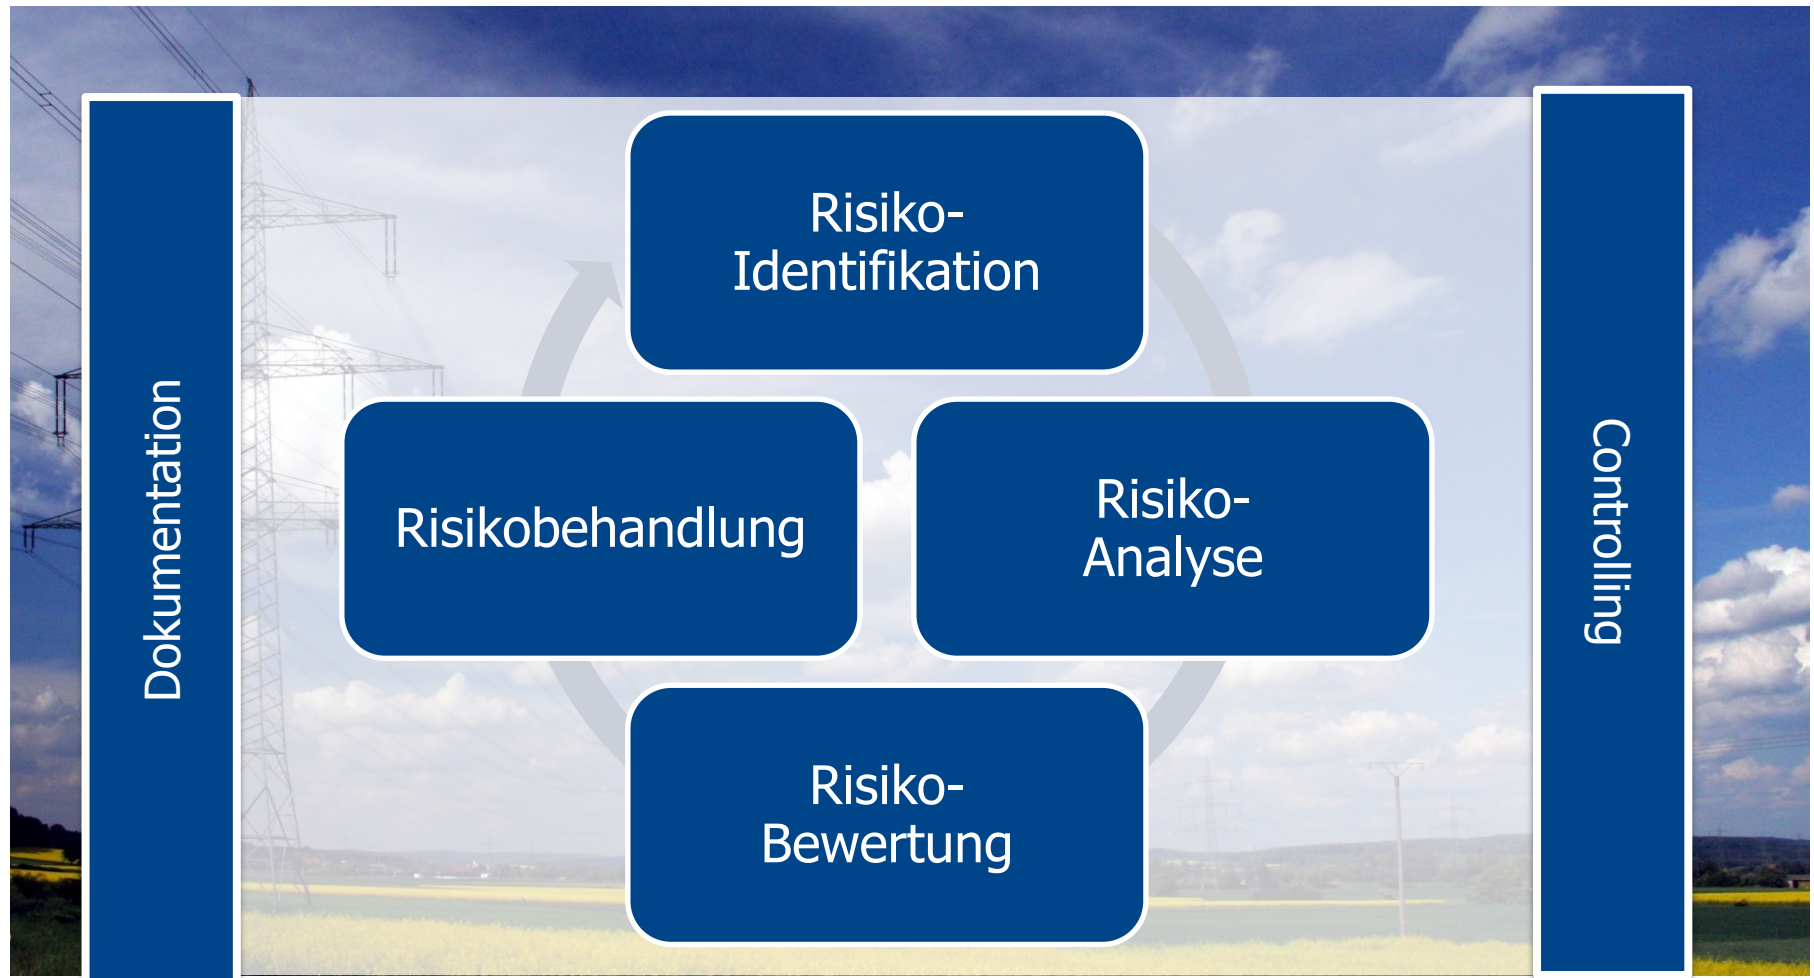 Dokumentation
Risiko-
Identifikation
Risikobehandlung
Risiko-
Analyse
Risiko-
Bewertung
Controlling